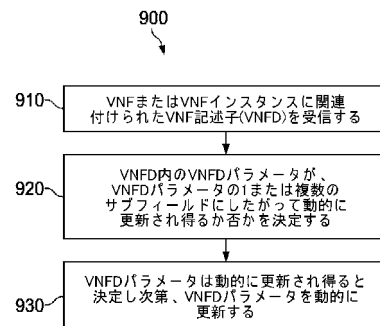 900
910
VNFまたはVNFインスタンスに関連
付けられたVNF記述子(VNFD)を受信する
920
VNFD内のVNFDパラメータが、
VNFDパラメータの1または複数の
サブフィールドにしたがって動的に
更新され得るか否かを決定する
930
VNFDパラメータは動的に更新され得ると
決定し次第、VNFDパラメータを動的に
更新する